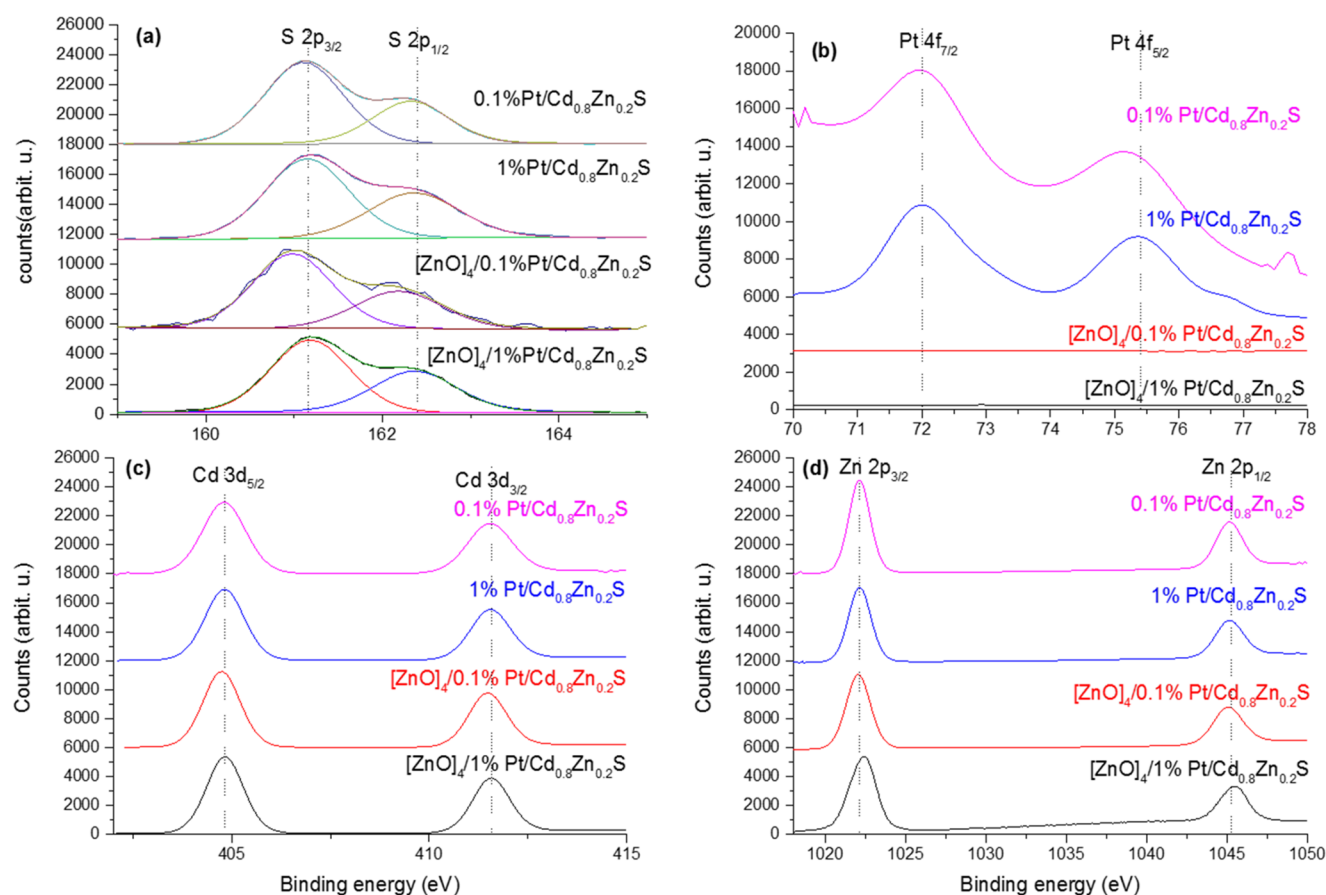 (a)
S 2p3/2
S 2p1/2
0.1%Pt/Cd0.8Zn0.2S
1%Pt/Cd0.8Zn0.2S
[ZnO]4/0.1%Pt/Cd0.8Zn0.2S
[ZnO]4/1%Pt/Cd0.8Zn0.2S
counts(arbit. u.)
26000
24000
22000
20000
18000
16000
14000
12000
10000
8000
6000
4000
2000
0
160
162
164
(b)
Pt 4f7/2
Pt 4f5/2
0.1% Pt/Cd0.8Zn0.2S
1% Pt/Cd0.8Zn0.2S
[ZnO]4/0.1% Pt/Cd0.8Zn0.2S
[ZnO]4/1% Pt/Cd0.8Zn0.2S
Counts (arbit. u.)
20000
18000
16000
14000
12000
10000
8000
6000
4000
2000
0
70
71
72
73
74
75
76
77
78
(c)
Cd 3d5/2
Cd 3d3/2
0.1% Pt/Cd0.8Zn0.2S
1% Pt/Cd0.8Zn0.2S
[ZnO]4/0.1% Pt/Cd0.8Zn0.2S
[ZnO]4/1% Pt/Cd0.8Zn0.2S
Counts (arbit. u.)
26000
24000
22000
20000
18000
16000
14000
12000
10000
8000
6000
4000
2000
0
405
410
415
Binding energy (eV)
(d)
Zn 2p3/2
Zn 2p1/2
0.1% Pt/Cd0.8Zn0.2S
1% Pt/Cd0.8Zn0.2S
[ZnO]4/0.1% Pt/Cd0.8Zn0.2S
[ZnO]4/1% Pt/Cd0.8Zn0.2S
Counts (arbit. u.)
26000
24000
22000
20000
18000
16000
14000
12000
10000
8000
6000
4000
2000
0
1020
1025
1030
1035
1040
1045
1050
Binding energy (eV)